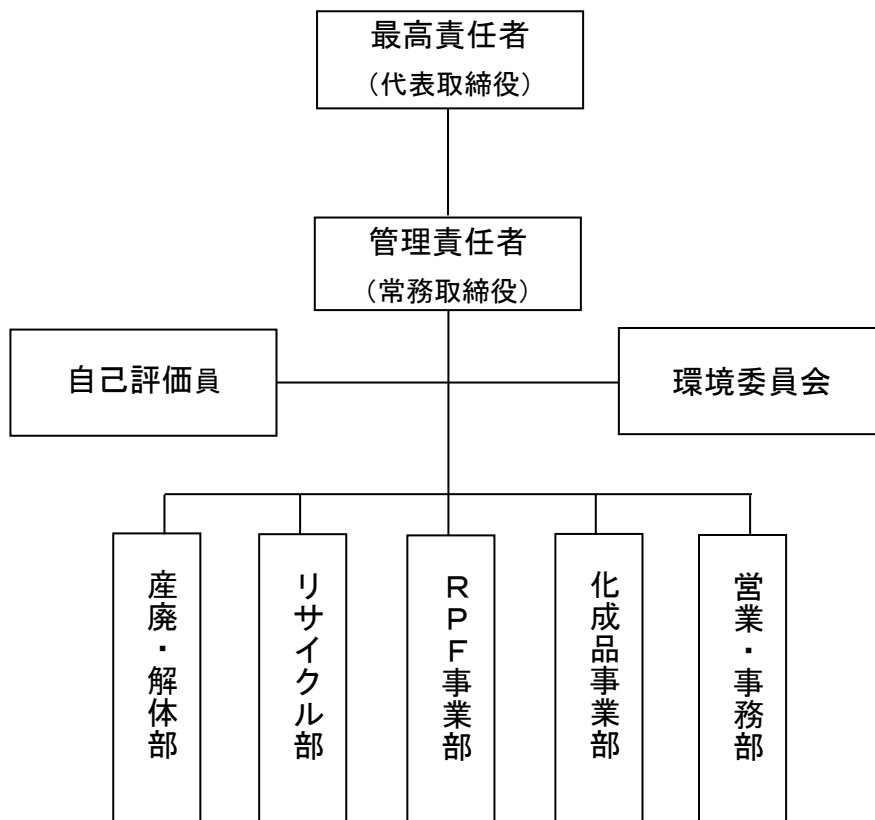 最高責任者
（代表取締役）
管理責任者
（常務取締役）
自己評価員
環境委員会
産廃・解体部
リサイクル部
ＲＰＦ事業部
化成品事業部
営業・事務部